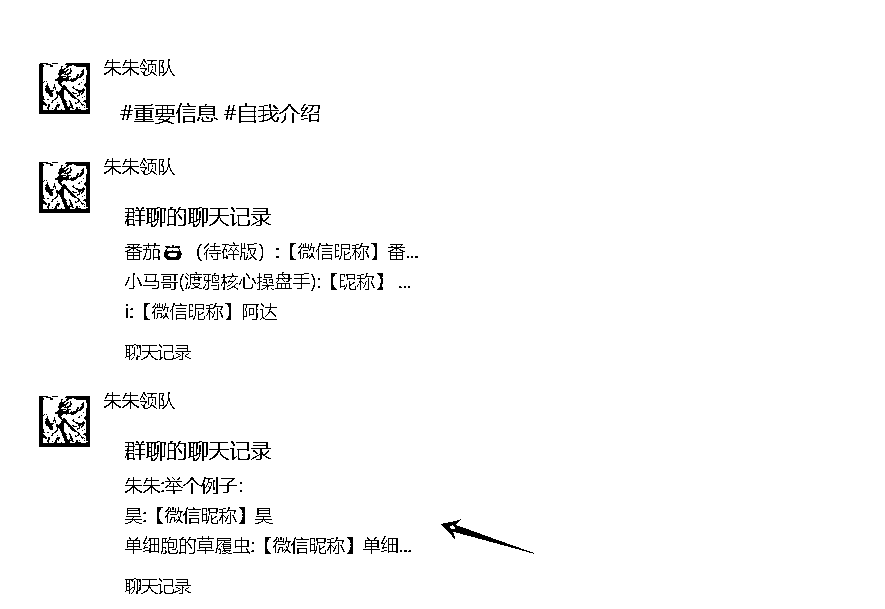 朱朱领队
#重要信息 #自我介绍
朱朱领队
群聊的聊天记录
番茄（待碎版）:【微信昵称】番...
小马哥(渡鸦核心操盘手):【昵称】 ...
i:【微信昵称】阿达
聊天记录
朱朱领队
群聊的聊天记录
朱朱:举个例子:
昊:【微信昵称】昊
单细胞的草履虫:【微信昵称】单细...
聊天记录